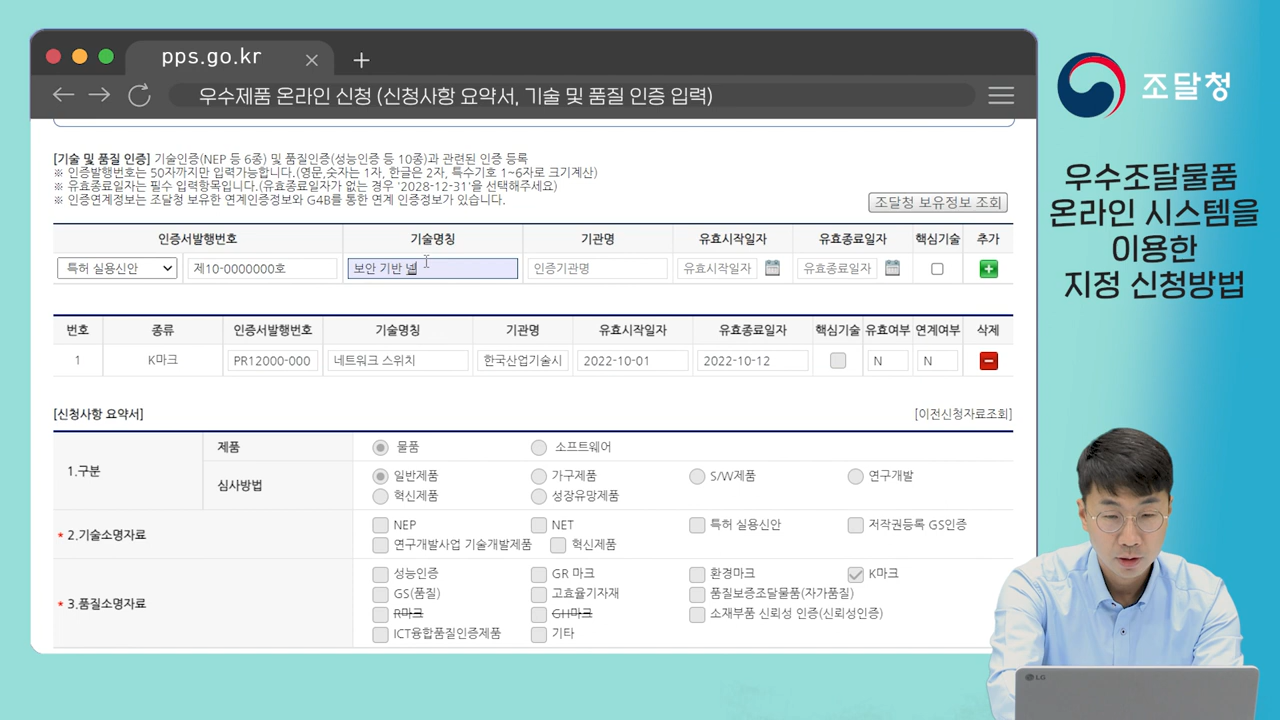 pps.go.kr
우수제품 온라인 신청 (신청사항 요약서, 기술 및 품질 인증 입력)
조달청
우수조달물품
온라인 시스템을
이용한
지정 신청방법
[기술 및 품질 인증] 기술인증(NEP 등 6종) 및 품질인증(성능인증 등 10종)과 관련된 인증 등록
※ 인증발행번호는 50자까지만 입력가능합니다.(영문,숫자는 1자, 한글은 2자, 특수기호 1~6자로 크기계산)
※ 유효종료일자는 필수 입력항목입니다.(유효종료일자가 없는 경우 '2028-12-31'을 선택해주세요)
※ 인증연계정보는 조달청 보유한 연계인증정보와 G4B를 통한 연계 인증정보가 있습니다.
조달청 보유정보 조회
인증서발행번호 기술명칭 기관명 유효시작일자 유효종료일자 핵심기술 추가
특허 실용신안 제10-0000000호 보안 기반 넬 인증기관명 유효시작일자 유효종료일자
번호 종류 인증서발행번호 기술명칭 기관명 유효시작일자 유효종료일자 핵심기술 유효여부 연계여부 삭제
1 K마크 PR12000-000 네트워크 스위치 한국산업기술시 2022-10-01 2022-10-12 N N
[신청사항 요약서] [이전신청자료조회]
1.구분 제품 물품 소프트웨어
심사방법 일반제품 가구제품 S/W제품 연구개발
혁신제품 성장유망제품
* 2.기술소명자료 NEP NET 특허 실용신안 저작권등록 GS인증
연구개발사업 기술개발제품 혁신제품
* 3.품질소명자료 성능인증 GR 마크 환경마크 K마크
GS(품질) 고효율기자재 품질보증조달물품(자가품질)
R마크 GH마크 소재부품 신뢰성 인증(신뢰성인증)
ICT융합품질인증제품 기타
LG